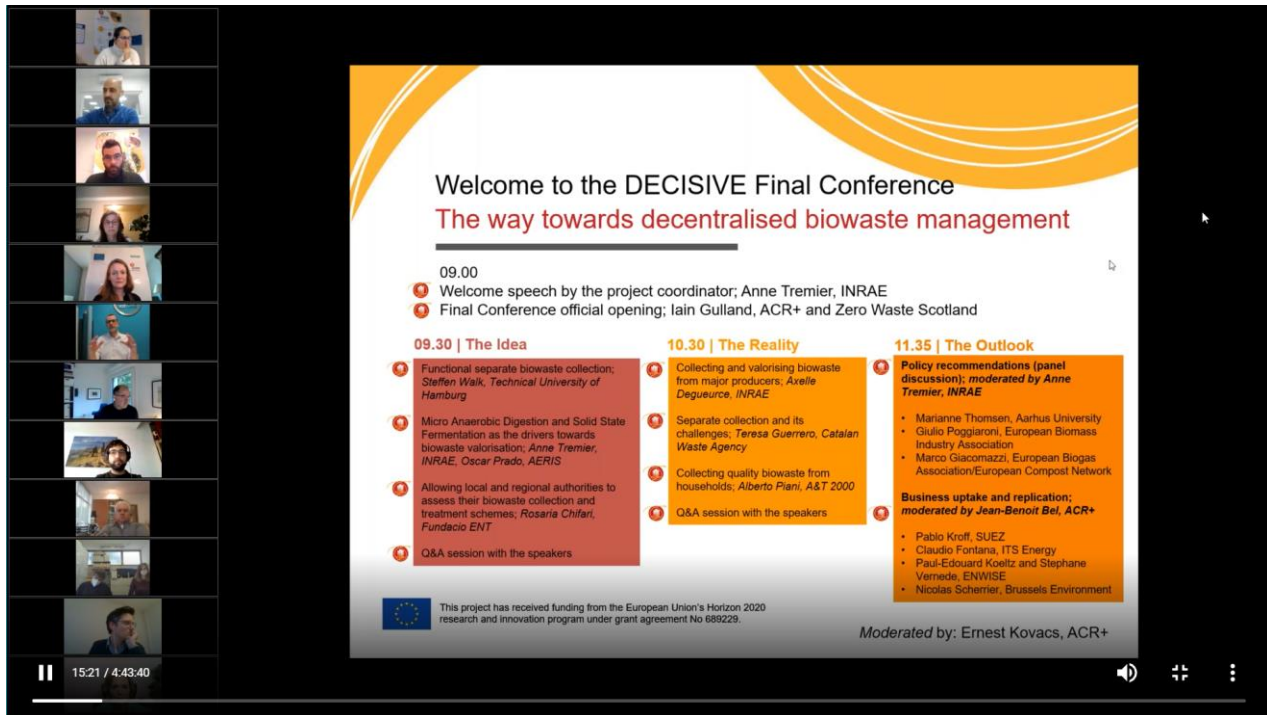 Welcome to the DECISIVE Final Conference
The way towards decentralised biowaste management
09.00
Welcome speech by the project coordinator; Anne Tremier, INRAE
Final Conference official opening; Iain Gulland, ACR+ and Zero Waste Scotland
09.30 | The Idea
Functional separate biowaste collection;
Steffen Walk, Technical University of
Hamburg
Micro Anaerobic Digestion and Solid State
Fermentation as the drivers towards
biowaste valorisation; Anne Tremier,
INRAE, Oscar Prado, AERIS
Allowing local and regional authorities to
assess their biowaste collection and
treatment schemes; Rosaria Chifari,
Fundacio ENT
Q&A session with the speakers
10.30 | The Reality
Collecting and valorising biowaste
from major producers; Axelle
Degueurce, INRAE
Separate collection and its
challenges; Teresa Guerrero, Catalan
Waste Agency
Collecting quality biowaste from
households; Alberto Piani, A&T 2000
Q&A session with the speakers
11.35 | The Outlook
Policy recommendations (panel
discussion); moderated by Anne
Tremier, INRAE
• Marianne Thomsen, Aarhus University
• Giulio Poggiaroni, European Biomass
Industry Association
• Marco Giacomazzi, European Biogas
Association/European Compost Network
Business uptake and replication;
moderated by Jean-Benoit Bel, ACR+
• Pablo Kroff, SUEZ
• Claudio Fontana, ITS Energy
• Paul-Edouard Koeltz and Stephane
Vernede, ENWISE
• Nicolas Scherrier, Brussels Environment
This project has received funding from the European Union's Horizon 2020
research and innovation program under grant agreement No 689229.
Moderated by: Ernest Kovacs, ACR+
15:21 / 4:43:40